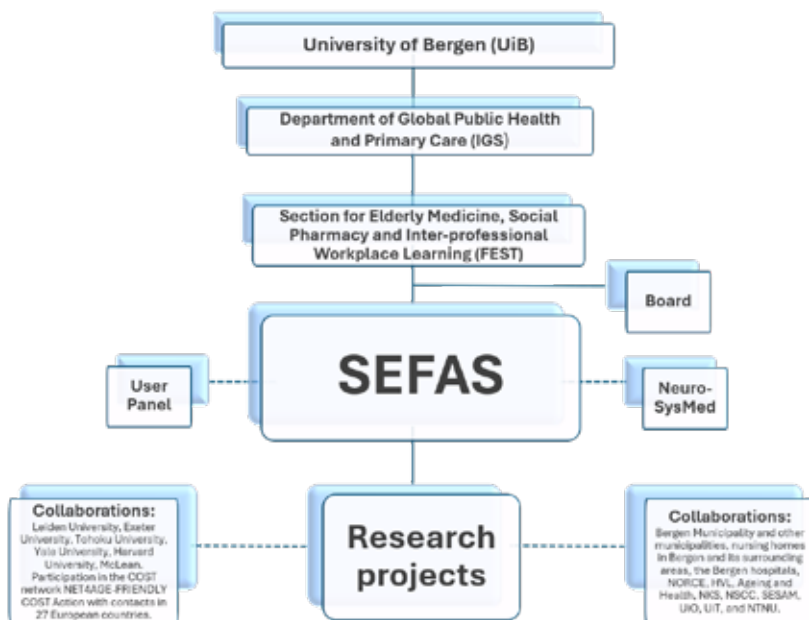 University of Bergen (UiB)
Department of Global Public Health
and Primary Care (IGS)
Section for Elderly Medicine, Social
Pharmacy and Inter-professional
Workplace Learning (FEST)
Board
SEFAS
User
Panel
Neuro-
SysMed
Collaborations:
Leiden University, Exeter
University, Tohoku University,
Yale University, Harvard
University, McLean.
Participation in the COST
network NET4AGE-FRIENDLY
COST Action with contacts in
27 European countries.
Research
projects
Collaborations:
Bergen Municipality and other
municipalities, nursing homes
in Bergen and its surrounding
areas, the Bergen hospitals,
NORCE, HVL, Ageing and
Health, NKS, NSCC, SESAM,
UiO, UiT, and NTNU.